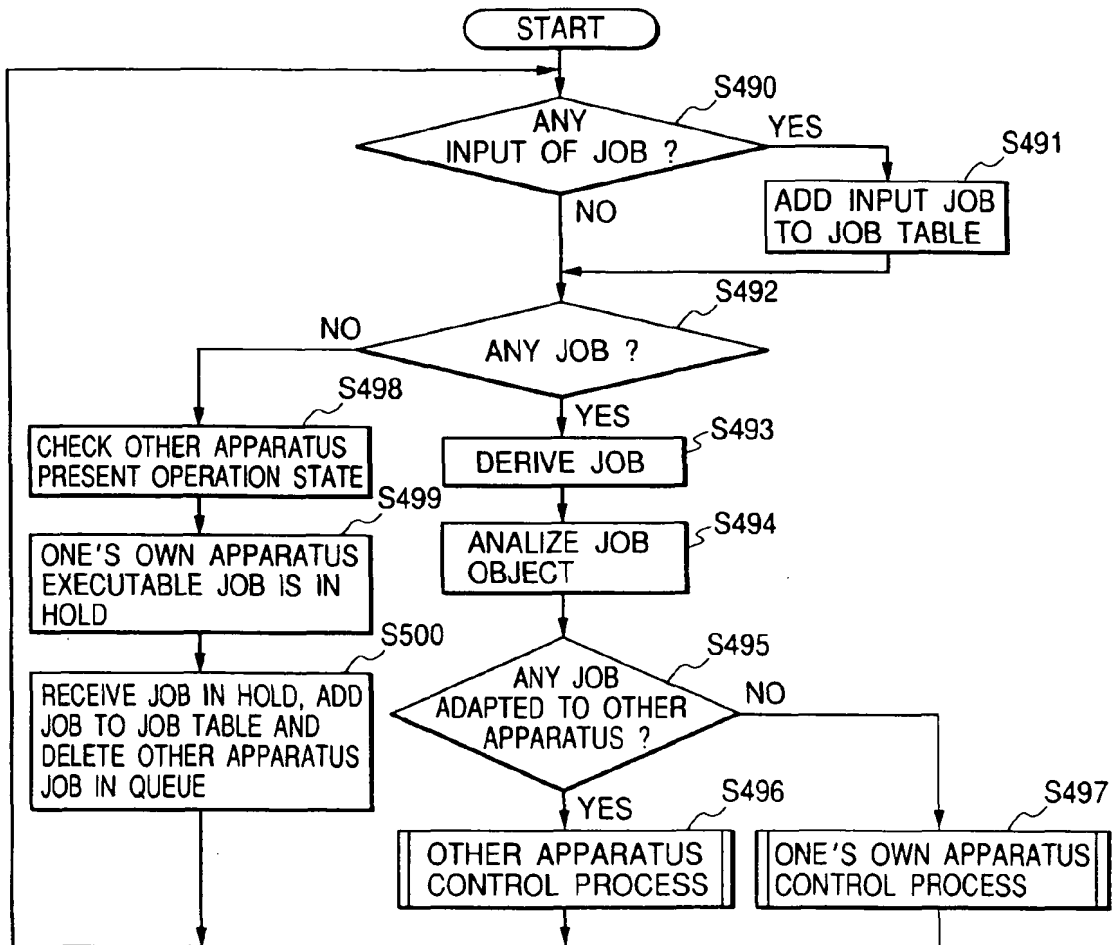 START
S490
ANY
INPUT OF JOB ?
YES
S491
ADD INPUT JOB
TO JOB TABLE
NO
S492
NO
ANY JOB ?
S498
YES
S493
CHECK OTHER APPARATUS
PRESENT OPERATION STATE
DERIVE JOB
S499
S494
ONE'S OWN APPARATUS
EXECUTABLE JOB IS IN
HOLD
ANALIZE JOB
OBJECT
S500
S495
RECEIVE JOB IN HOLD, ADD
JOB TO JOB TABLE AND
DELETE OTHER APPARATUS
JOB IN QUEUE
ANY JOB
ADAPTED TO OTHER
APPARATUS ?
NO
YES
S496
S497
OTHER APPARATUS
CONTROL PROCESS
ONE'S OWN APPARATUS
CONTROL PROCESS